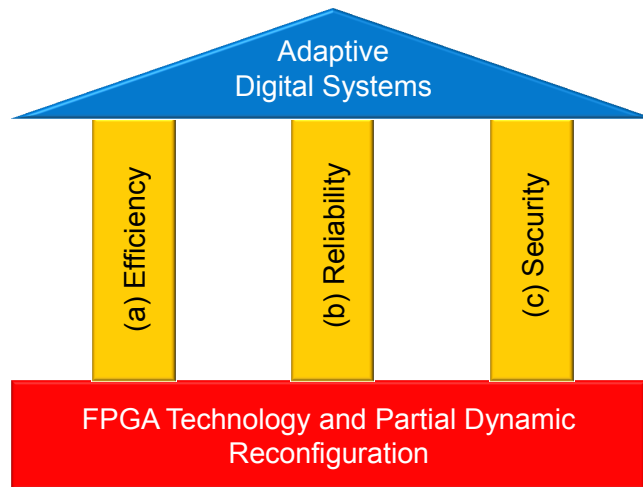 Adaptive
Digital Systems
(a) Efficiency
(b) Reliability
(c) Security
FPGA Technology and Partial Dynamic
Reconfiguration